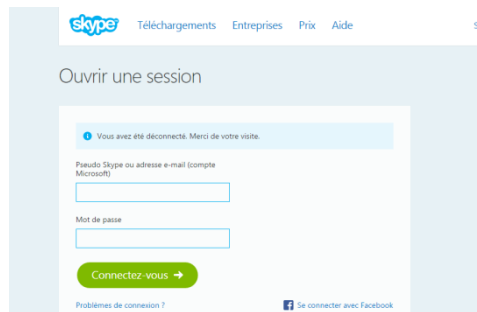 skype Téléchargements Entreprises Prix Aide
Ouvrir une session
Vous avez été déconnecté. Merci de votre visite.
Pseudo Skype ou adresse e-mail (compte
Microsoft)
Mot de passe
Connectez-vous →
Problèmes de connexion ? Se connecter avec Facebook